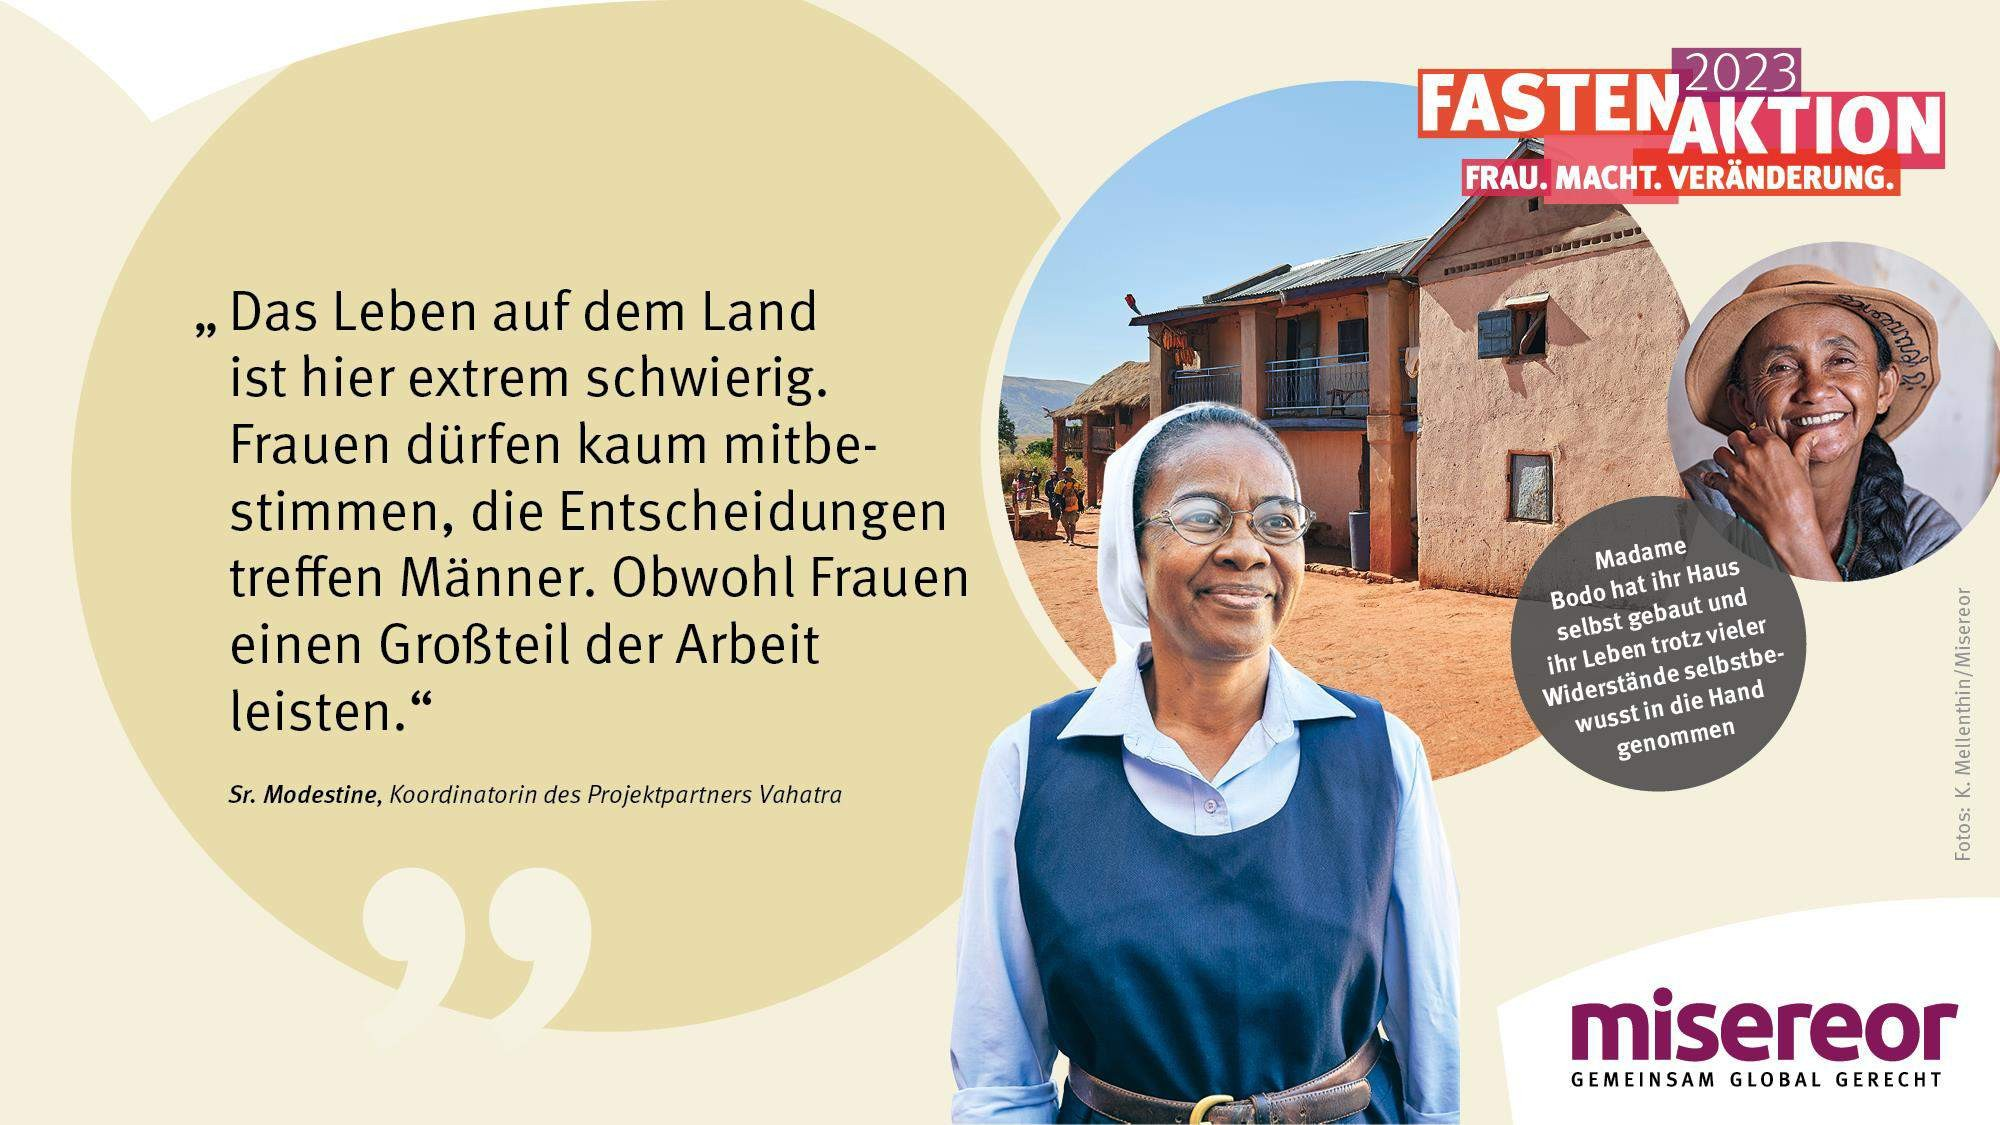 FASTEN 2023
AKTION
FRAU. MACHT. VERÄNDERUNG.
„Das Leben auf dem Land
ist hier extrem schwierig.
Frauen dürfen kaum mitbe-
stimmen, die Entscheidungen
treffen Männer. Obwohl Frauen
einen Großteil der Arbeit
leisten.“
Sr. Modestine, Koordinatorin des Projektpartners Vahatra
Madame
Bodo hat ihr Haus
selbst gebaut und
ihr Leben trotz vieler
Widerstände selbstbe-
wusst in die Hand
genommen
Fotos: K. Mellenthin/Misereor
misereor
GEMEINSAM GLOBAL GERECHT